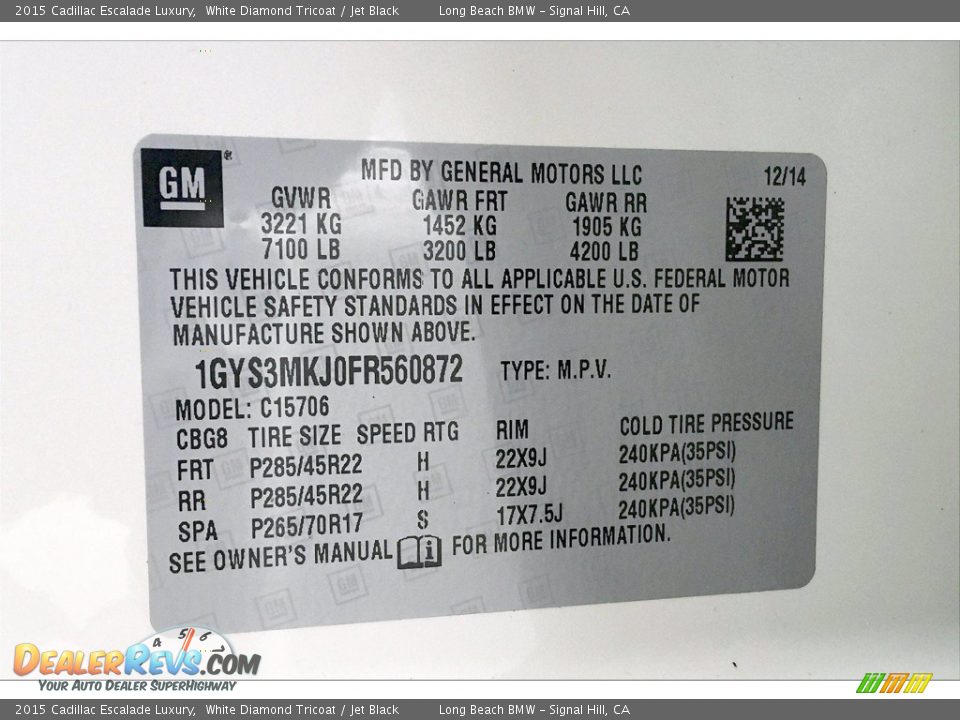 2015 Cadillac Escalade Luxury, White Diamond Tricoat / Jet Black Long Beach BMW - Signal Hill, CA
GM®
MFD BY GENERAL MOTORS LLC 12/14
GVWR GAWR FRT GAWR RR
3221 KG 1452 KG 1905 KG
7100 LB 3200 LB 4200 LB
THIS VEHICLE CONFORMS TO ALL APPLICABLE U.S. FEDERAL MOTOR
VEHICLE SAFETY STANDARDS IN EFFECT ON THE DATE OF
MANUFACTURE SHOWN ABOVE.
1GYS3MKJ0FR560872 TYPE: M.P.V.
MODEL: C15706
CBG8 TIRE SIZE SPEED RTG RIM COLD TIRE PRESSURE
FRT P285/45R22 H 22X9J 240KPA(35PSI)
RR P285/45R22 H 22X9J 240KPA(35PSI)
SPA P265/70R17 S 17X7.5J 240KPA(35PSI)
SEE OWNER'S MANUAL i FOR MORE INFORMATION.
4 5 6 7
DEALERREVS.COM
YOUR AUTO DEALER SUPERHIGHWAY
2015 Cadillac Escalade Luxury, White Diamond Tricoat / Jet Black Long Beach BMW - Signal Hill, CA